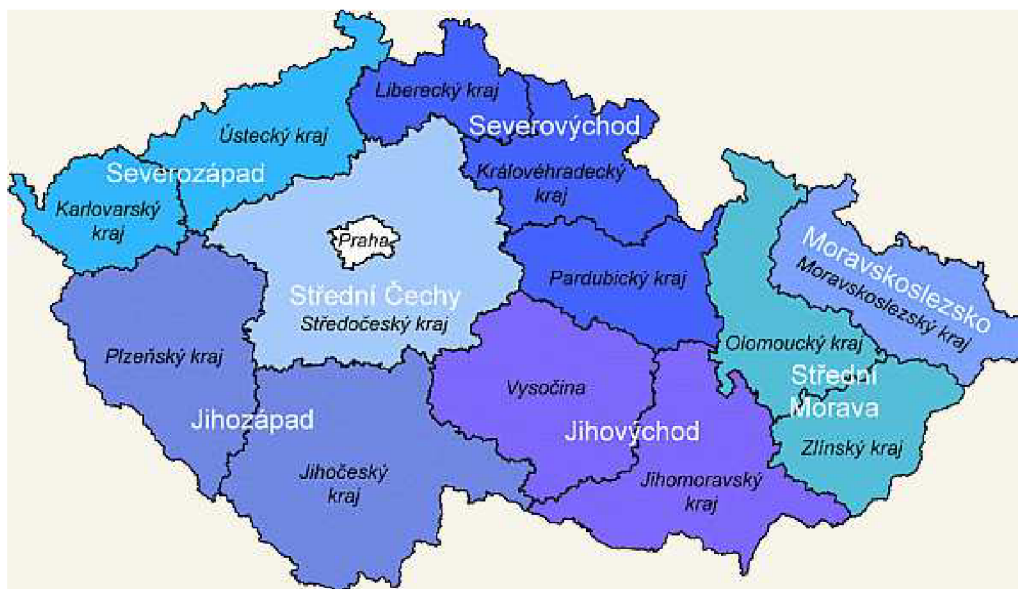 Liberecký kraj
Ústecký kraj
Severovýchod
Severozápad
Královéhradecký
kraj
Karlovarský
kraj
Praha
Moravskoslezsko
Moravskoslezský kraj
Pardubický kraj
Střední Čechy
Středočeský kraj
Plzeňský kraj
Olomoucký kraj
Vysočina
Střední
Morava
Jihozápad
Jihovýchod
Zlínský kraj
Jihočeský
kraj
Jihomoravský
kraj